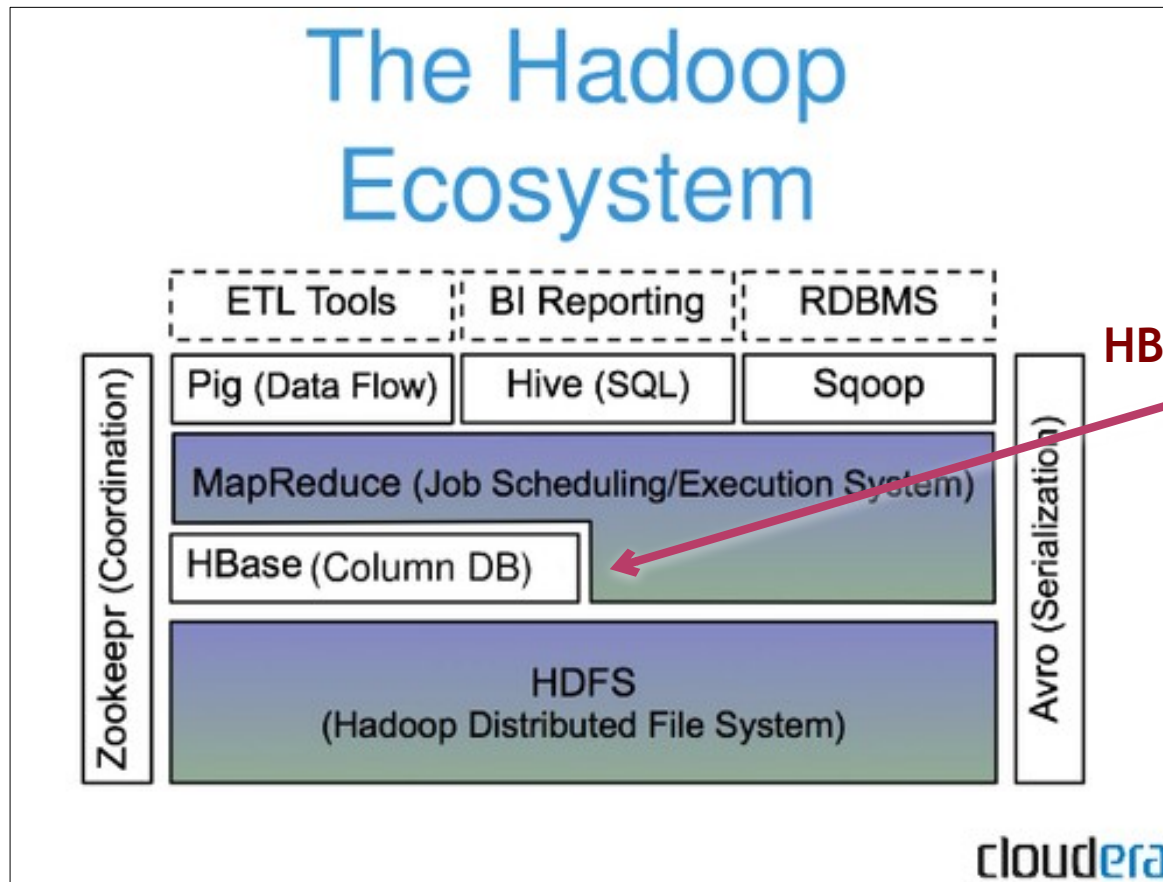 The Hadoop
Ecosystem
ETL Tools
BI Reporting
RDBMS
HB
Pig (Data Flow)
Hive (SQL)
Sqoop
Zookeepr (Coordination)
MapReduce (Job Scheduling/Execution System)
HBase (Column DB)
HDFS
(Hadoop Distributed File System)
Avro (Serialization)
cloudera